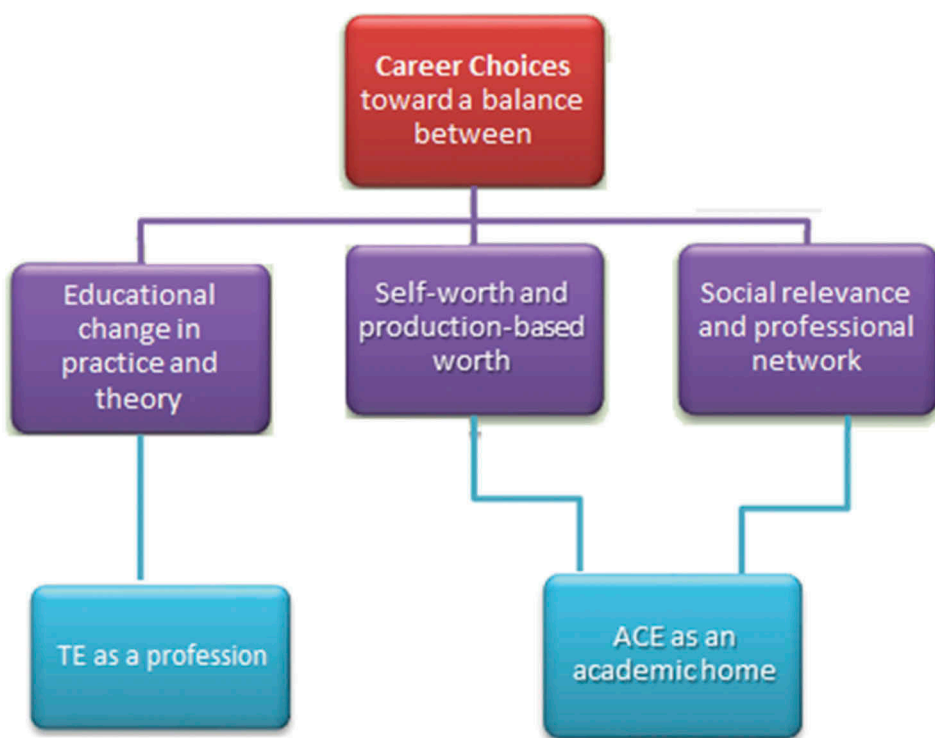 Career Choices
toward a balance
between
Educational
change in
practice and
theory
Self-worth and
production-based
worth
Social relevance
and professional
network
TE as a profession
ACE as an
academic home